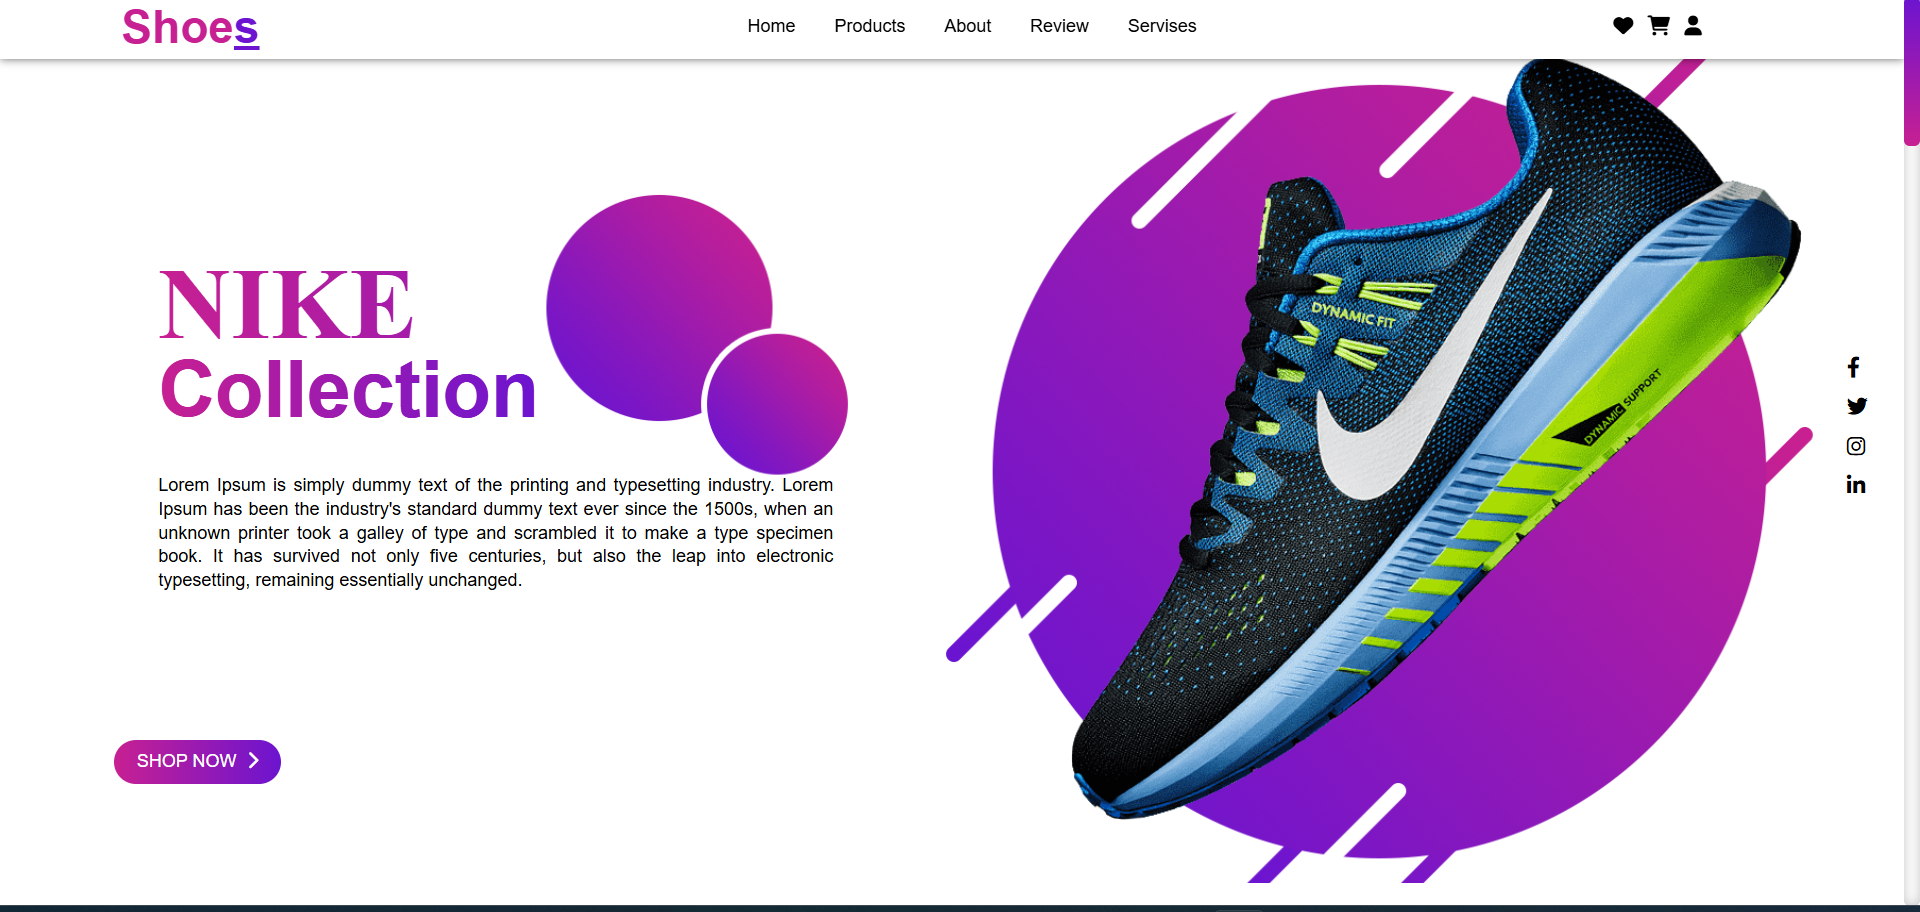 Shoes
Home Products About Review Servises
NIKE
Collection
Lorem Ipsum is simply dummy text of the printing and typesetting industry. Lorem
Ipsum has been the industry's standard dummy text ever since the 1500s, when an
unknown printer took a galley of type and scrambled it to make a type specimen
book. It has survived not only five centuries, but also the leap into electronic
typesetting, remaining essentially unchanged.
SHOP NOW
DYNAMIC FIT
DYNAMIC SUPPORT